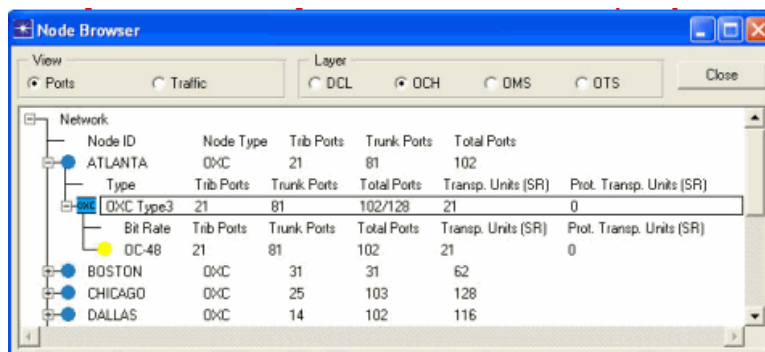 Node Browser
View Layer
Ports Traffic DCL OCH OMS OTS Close
Network
Node ID Node Type Trib Ports Trunk Ports Total Ports
ATLANTA OXC 21 81 102
Type Trib Ports Trunk Ports Total Ports Transp. Units (SR) Prot. Transp. Units (SR)
OXC OXC Type3 21 81 102/128 21 0
Bit Rate Trib Ports Trunk Ports Total Ports Transp. Units (SR) Prot. Transp. Units (SR)
OC-48 21 81 102 21 0
BOSTON OXC 31 31 62
CHICAGO OXC 25 103 128
DALLAS OXC 14 102 116